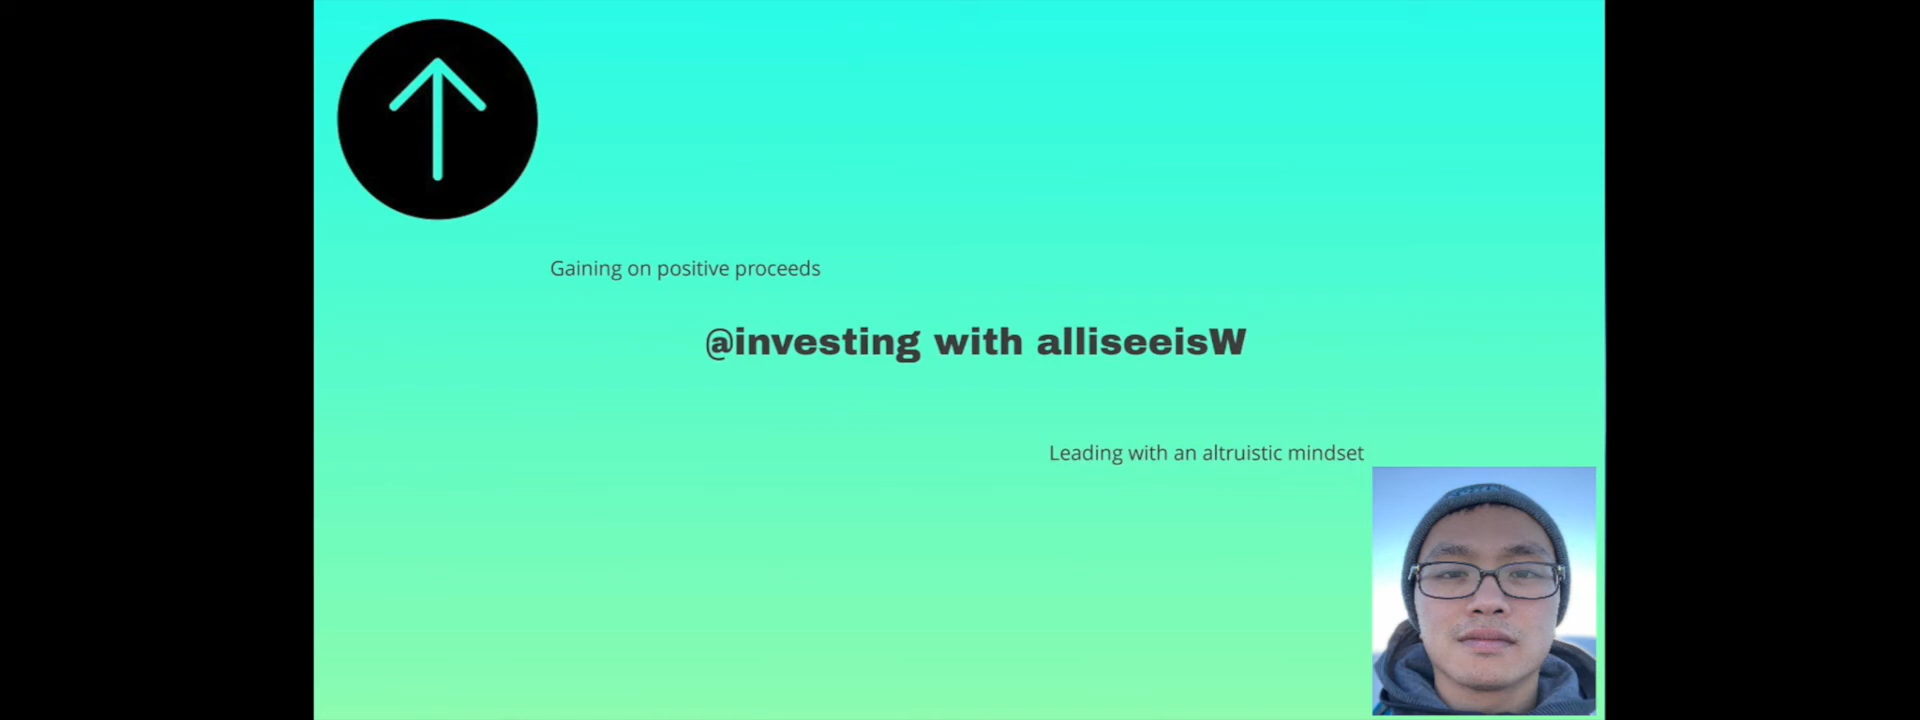 Gaining on positive proceeds
@investing with alliseeisW
Leading with an altruistic mindset